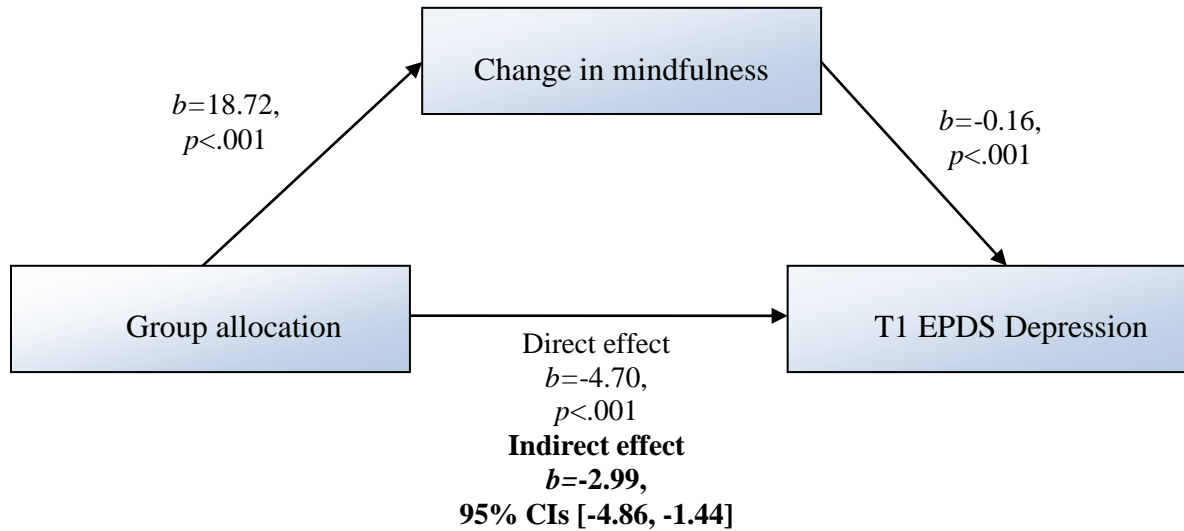 Change in mindfulness
b=18.72,
p<.001
b=-0.16,
p<.001
Group allocation
T1 EPDS Depression
Direct effect
b=-4.70,
p<.001
Indirect effect
b=-2.99,
95% CIs [-4.86, -1.44]